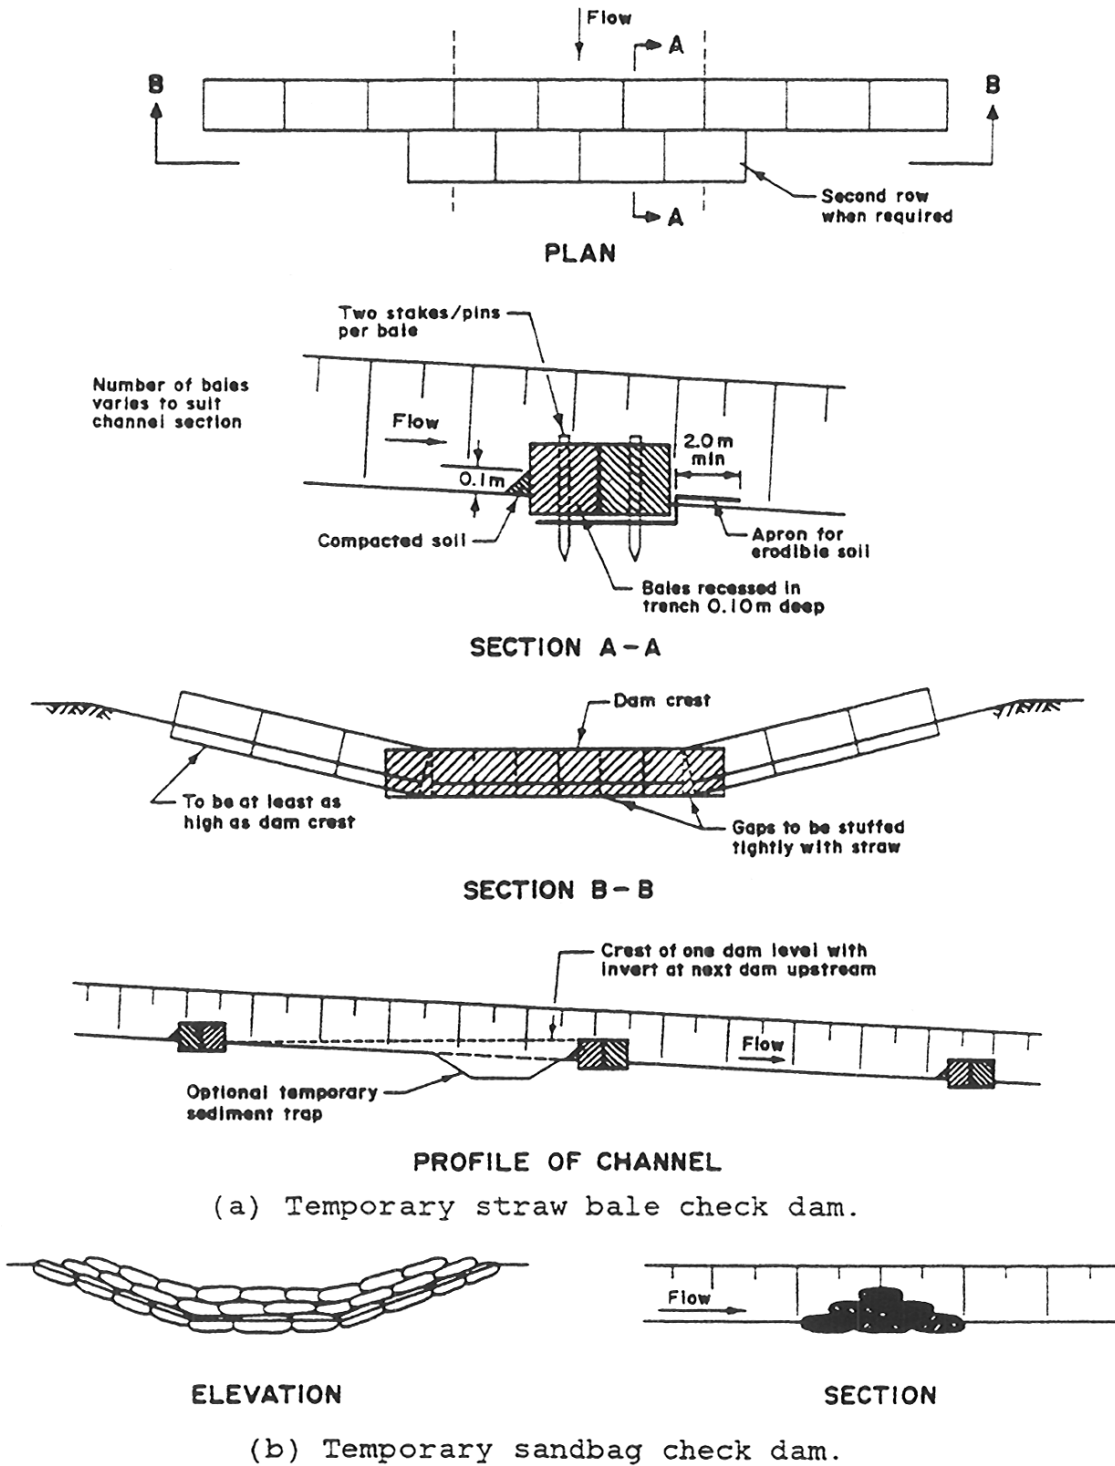 Flow
A
B
B
Second row
when required
A
PLAN
Two stakes/pins
per bale
Number of bales
varies to suit
channel section
Flow
2.0m
min
0.1m
Compacted soil
Apron for
erodible soil
Bales recessed in
trench 0.10m deep
SECTION A-A
Dam crest
To be at least as
high as dam crest
Gaps to be stuffed
tightly with straw
SECTION B-B
Crest of one dam level with
invert at next dam upstream
Flow
Optional temporary
sediment trap
PROFILE OF CHANNEL
(a) Temporary straw bale check dam.
Flow
ELEVATION
SECTION
(b) Temporary sandbag check dam.